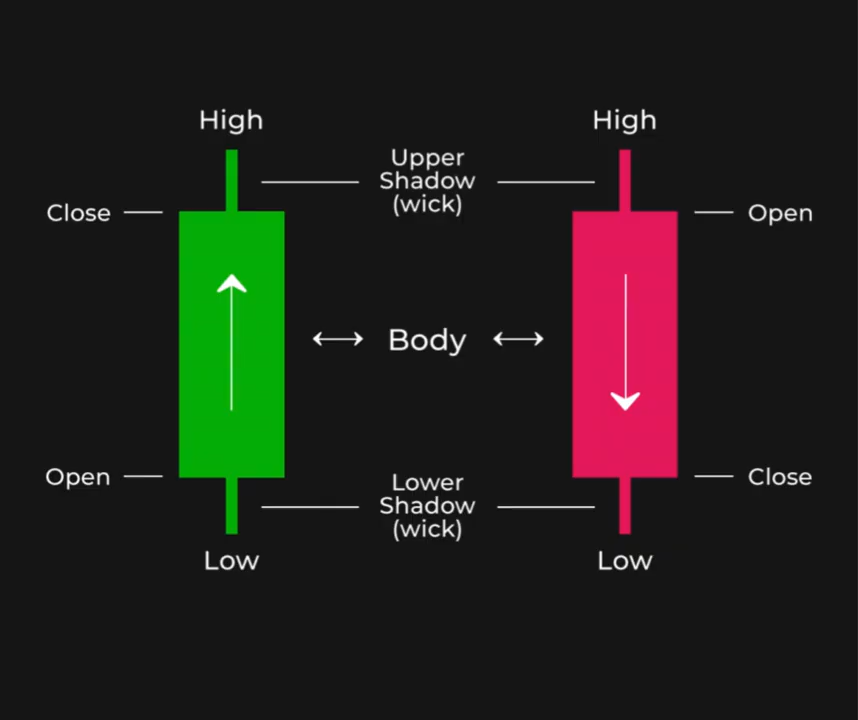 High
High
Upper
Shadow
(wick)
Close
Open
Body
Open
Lower
Shadow
(wick)
Close
Low
Low